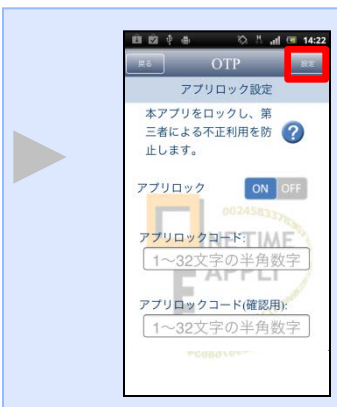 14:22
戻る
OTP
設定
アプリロック設定
本アプリをロックし、第
三者による不正利用を防
止します。
アプリロック
ON
OFF
アプリロックコード:
1～32文字の半角数字
アプリロックコード(確認用):
1～32文字の半角数字